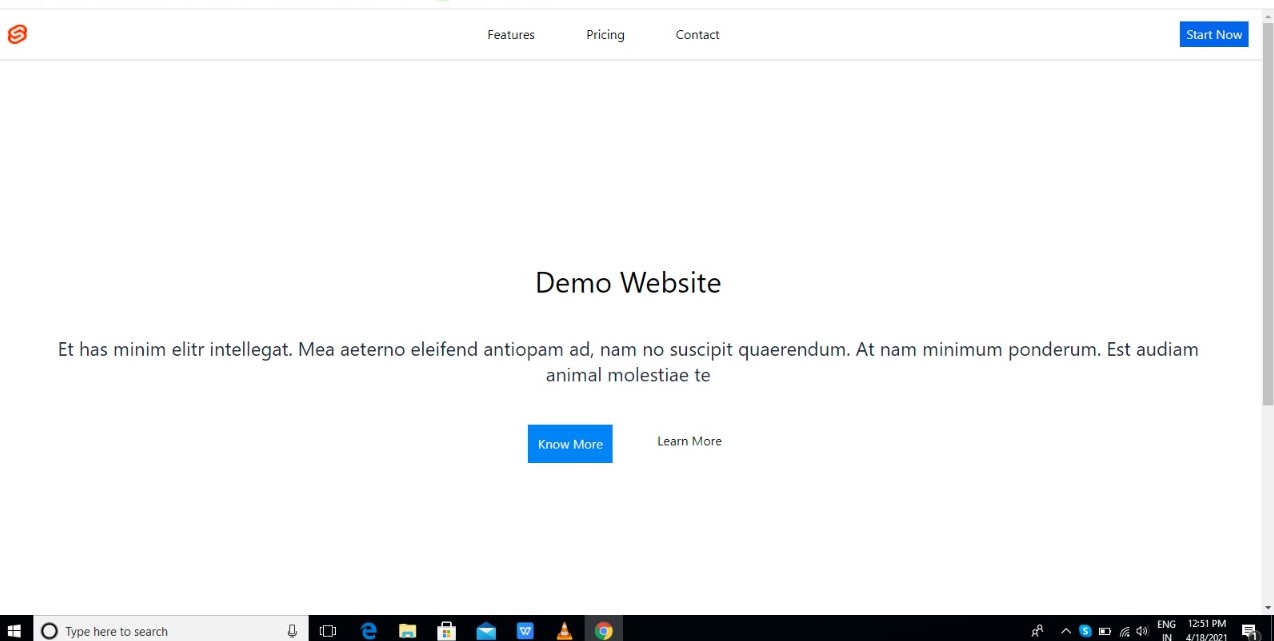 Features
Pricing
Contact
Start Now
Demo Website
Et has minim elitr intellegat. Mea aeterno eleifend antiopam ad, nam no suscipit quaerendum. At nam minimum ponderum. Est audiam
animal molestiae te
Know More
Learn More
Type here to search
ENG
IN
12:51 PM
4/18/2021